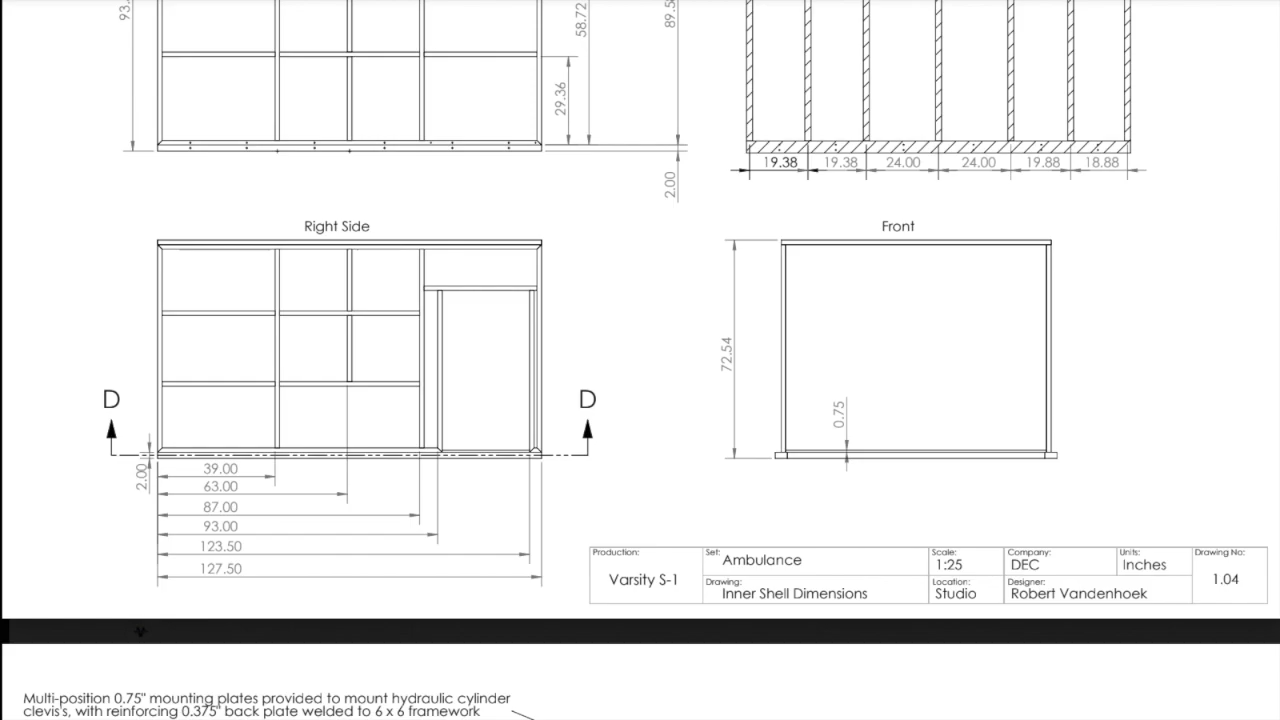 93.
58.72
89.5
29.36
2.00
19.38
19.38
24.00
24.00
19.88
18.88
Right Side
Front
D
D
72.54
0.75
2.00
39.00
63.00
87.00
93.00
123.50
127.50
Production:
Varsity S-1
Set:
Ambulance
Drawing:
Inner Shell Dimensions
Scale:
1:25
Location:
Studio
Company:
DEC
Units:
Inches
Designer:
Robert Vandenhoek
Drawing No:
1.04
Multi-position 0.75" mounting plates provided to mount hydraulic cylinder
clevis's, with reinforcing 0.375" back plate welded to 6 x 6 framework